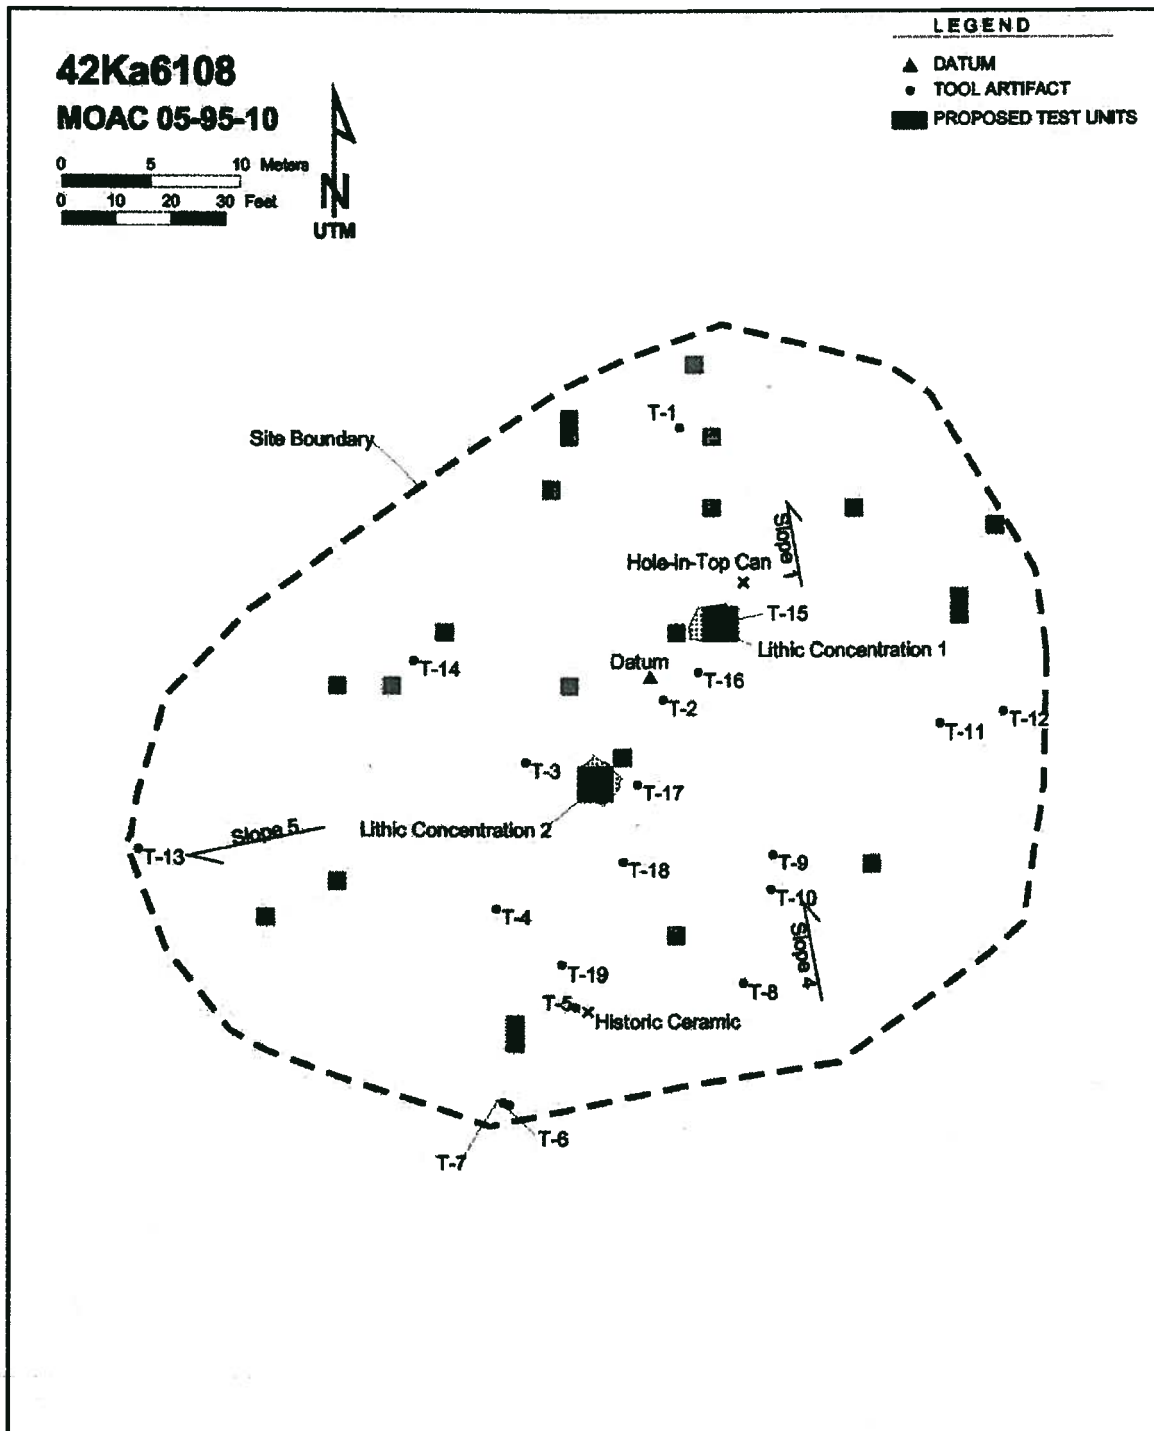 LEGEND
42Ka6108
DATUM
TOOL ARTIFACT
MOAC 05-95-10
PROPOSED TEST UNITS
0 5 10 Meters
0 10 20 30 Feet
N
UTM
T-1
Site Boundary
Slope 1
Hole-in-Top Can
T-15
Lithic Concentration 1
Datum
T-14
T-16
T-2
T-12
T-11
T-3
T-17
Slope 5
Lithic Concentration 2
T-13
T-9
T-18
T-10
T-4
Slope 4
T-19
T-8
T-5
Historic Ceramic
T-6
T-7